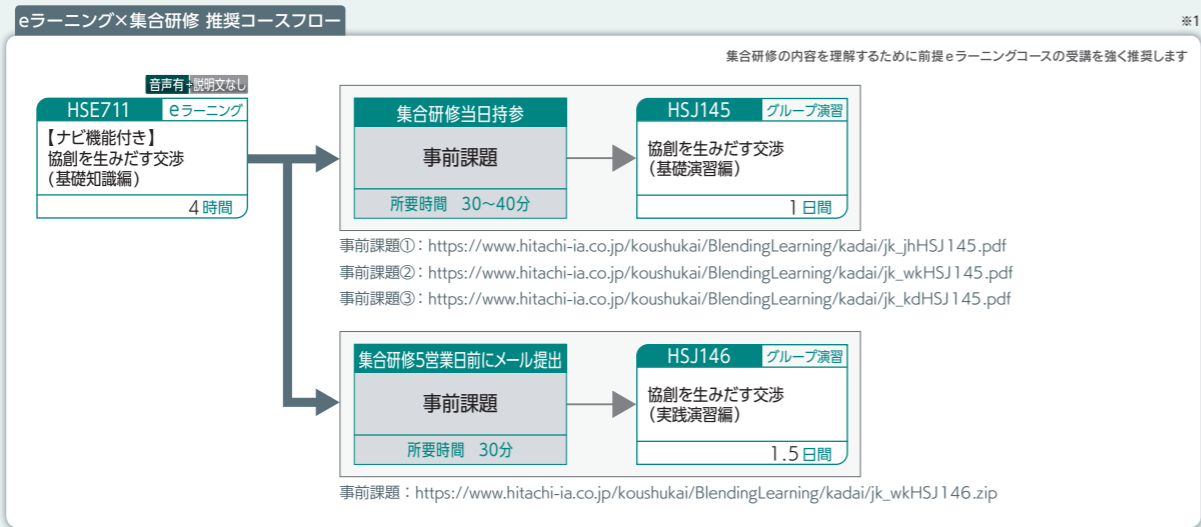 eラーニング×集合研修 推奨コースフロー
※1
集合研修の内容を理解するために前提eラーニングコースの受講を強く推奨します
音声有+説明文なし
HSE711 eラーニング
【ナビ機能付き】
協創を生みだす交渉
（基礎知識編）
4時間
集合研修当日持参
事前課題
所要時間 30～40分
HSJ145 グループ演習
協創を生みだす交渉
（基礎演習編）
1日間
事前課題①：https://www.hitachi-ia.co.jp/koushukai/BlendingLearning/kadai/jk_jhHSJ145.pdf
事前課題②：https://www.hitachi-ia.co.jp/koushukai/BlendingLearning/kadai/jk_wkHSJ145.pdf
事前課題③：https://www.hitachi-ia.co.jp/koushukai/BlendingLearning/kadai/jk_kdHSJ145.pdf
集合研修5営業日前にメール提出
事前課題
所要時間 30分
HSJ146 グループ演習
協創を生みだす交渉
（実践演習編）
1.5日間
事前課題：https://www.hitachi-ia.co.jp/koushukai/BlendingLearning/kadai/jk_wkHSJ146.zip